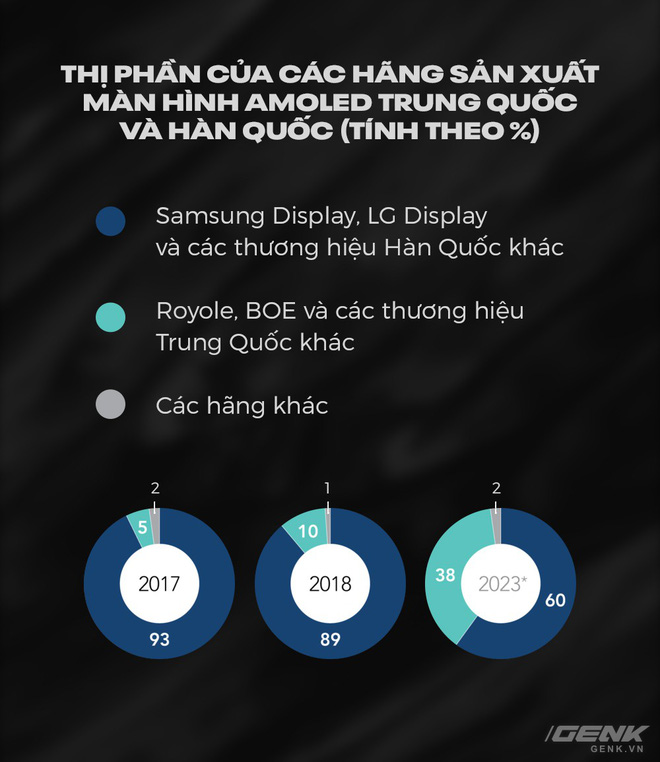 THỊ PHẦN CỦA CÁC HÃNG SẢN XUẤT
MÀN HÌNH AMOLED TRUNG QUỐC
VÀ HÀN QUỐC (TÍNH THEO %)
Samsung Display, LG Display
và các thương hiệu Hàn Quốc khác
Royole, BOE và các thương hiệu
Trung Quốc khác
Các hãng khác
2
5
2017
93
1
10
2018
89
2
38
2023*
60
GENK
GENK.VN